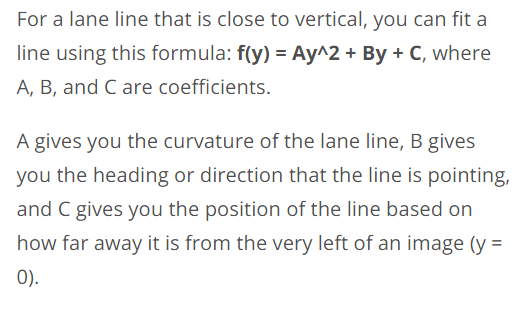 For a lane line that is close to vertical, you can fit a
line using this formula: f(y) = Ay^2 + By + C, where
A, B, and C are coefficients.
A gives you the curvature of the lane line, B gives
you the heading or direction that the line is pointing,
and C gives you the position of the line based on
how far away it is from the very left of an image (y =
0).